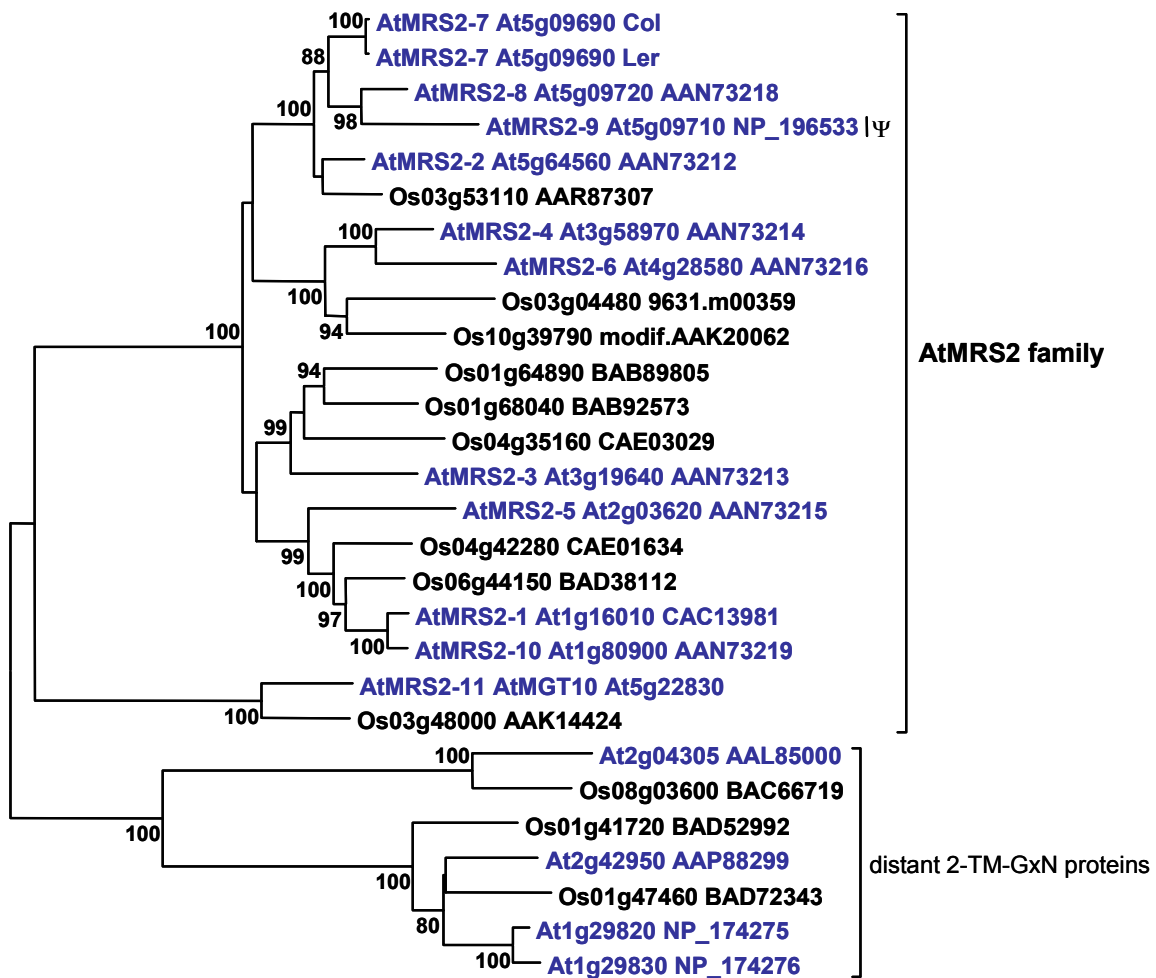 100
AtMRS2-7 At5g09690 Col
88
AtMRS2-7 At5g09690 Ler
AtMRS2-8 At5g09720 AAN73218
100
98
AtMRS2-9 At5g09710 NP_196533 |Ψ
AtMRS2-2 At5g64560 AAN73212
Os03g53110 AAR87307
100
AtMRS2-4 At3g58970 AAN73214
AtMRS2-6 At4g28580 AAN73216
100
Os03g04480 9631.m00359
100
94
Os10g39790 modif.AAK20062
AtMRS2 family
94
Os01g64890 BAB89805
Os01g68040 BAB92573
99
Os04g35160 CAE03029
AtMRS2-3 At3g19640 AAN73213
AtMRS2-5 At2g03620 AAN73215
99
Os04g42280 CAE01634
100
Os06g44150 BAD38112
97
AtMRS2-1 At1g16010 CAC13981
100
AtMRS2-10 At1g80900 AAN73219
AtMRS2-11 AtMGT10 At5g22830
100
Os03g48000 AAK14424
100
At2g04305 AAL85000
Os08g03600 BAC66719
100
Os01g41720 BAD52992
At2g42950 AAP88299
distant 2-TM-GxN proteins
100
Os01g47460 BAD72343
80
At1g29820 NP_174275
100
At1g29830 NP_174276